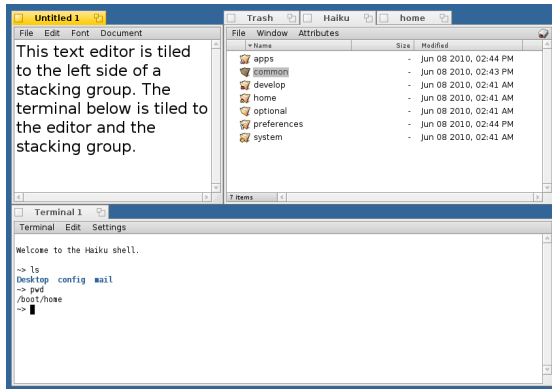 Untitled 1
File Edit Font Document
This text editor is tiled
to the left side of a
stacking group. The
terminal below is tiled to
the editor and the
stacking group.
Trash Haiku home
File Window Attributes
Name Size Modified
apps - Jun 08 2010, 02:44 PM
common - Jun 08 2010, 02:43 PM
develop - Jun 08 2010, 02:41 AM
home - Jun 08 2010, 02:41 AM
optional - Jun 08 2010, 02:41 AM
preferences - Jun 08 2010, 02:44 PM
system - Jun 08 2010, 02:41 AM
7 items
Terminal 1
Terminal Edit Settings
Welcome to the Haiku shell.
~> ls
Desktop config mail
~> pwd
/boot/home
~>